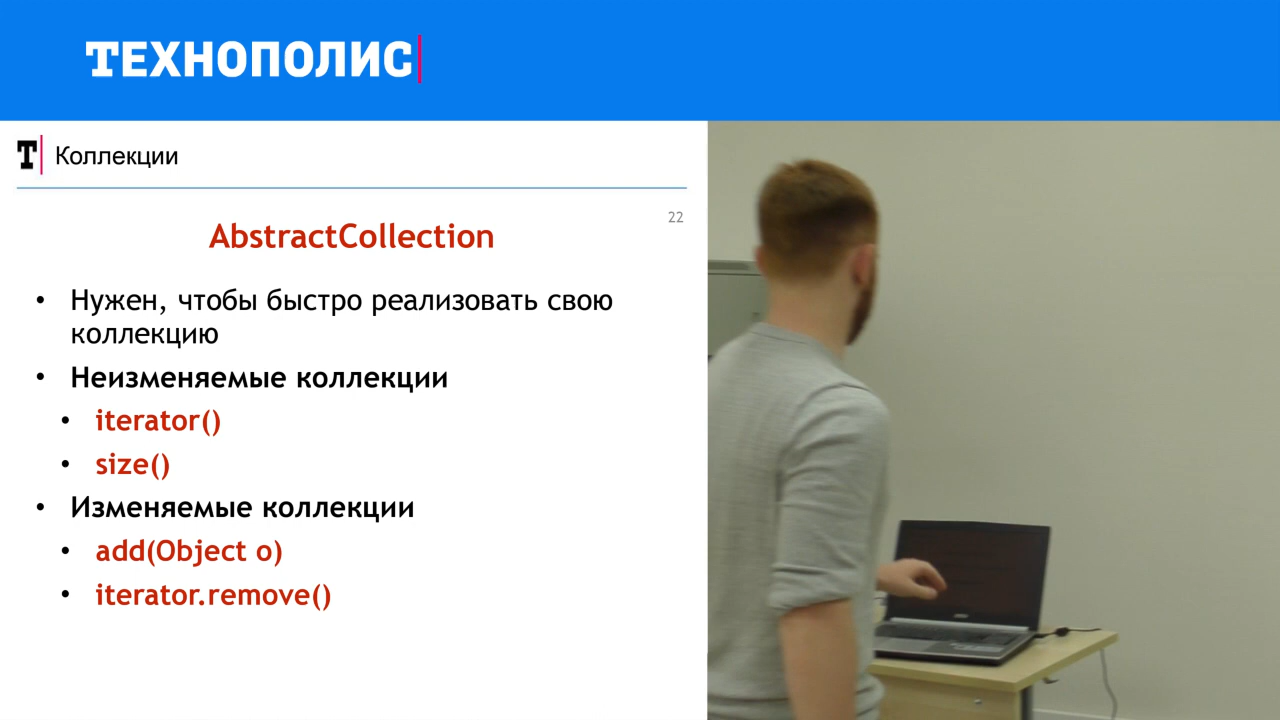 ТЕХНОПОЛИС
Т Коллекции
22
AbstractCollection
• Нужен, чтобы быстро реализовать свою
коллекцию
• Неизменяемые коллекции
• iterator()
• size()
• Изменяемые коллекции
• add(Object o)
• iterator.remove()